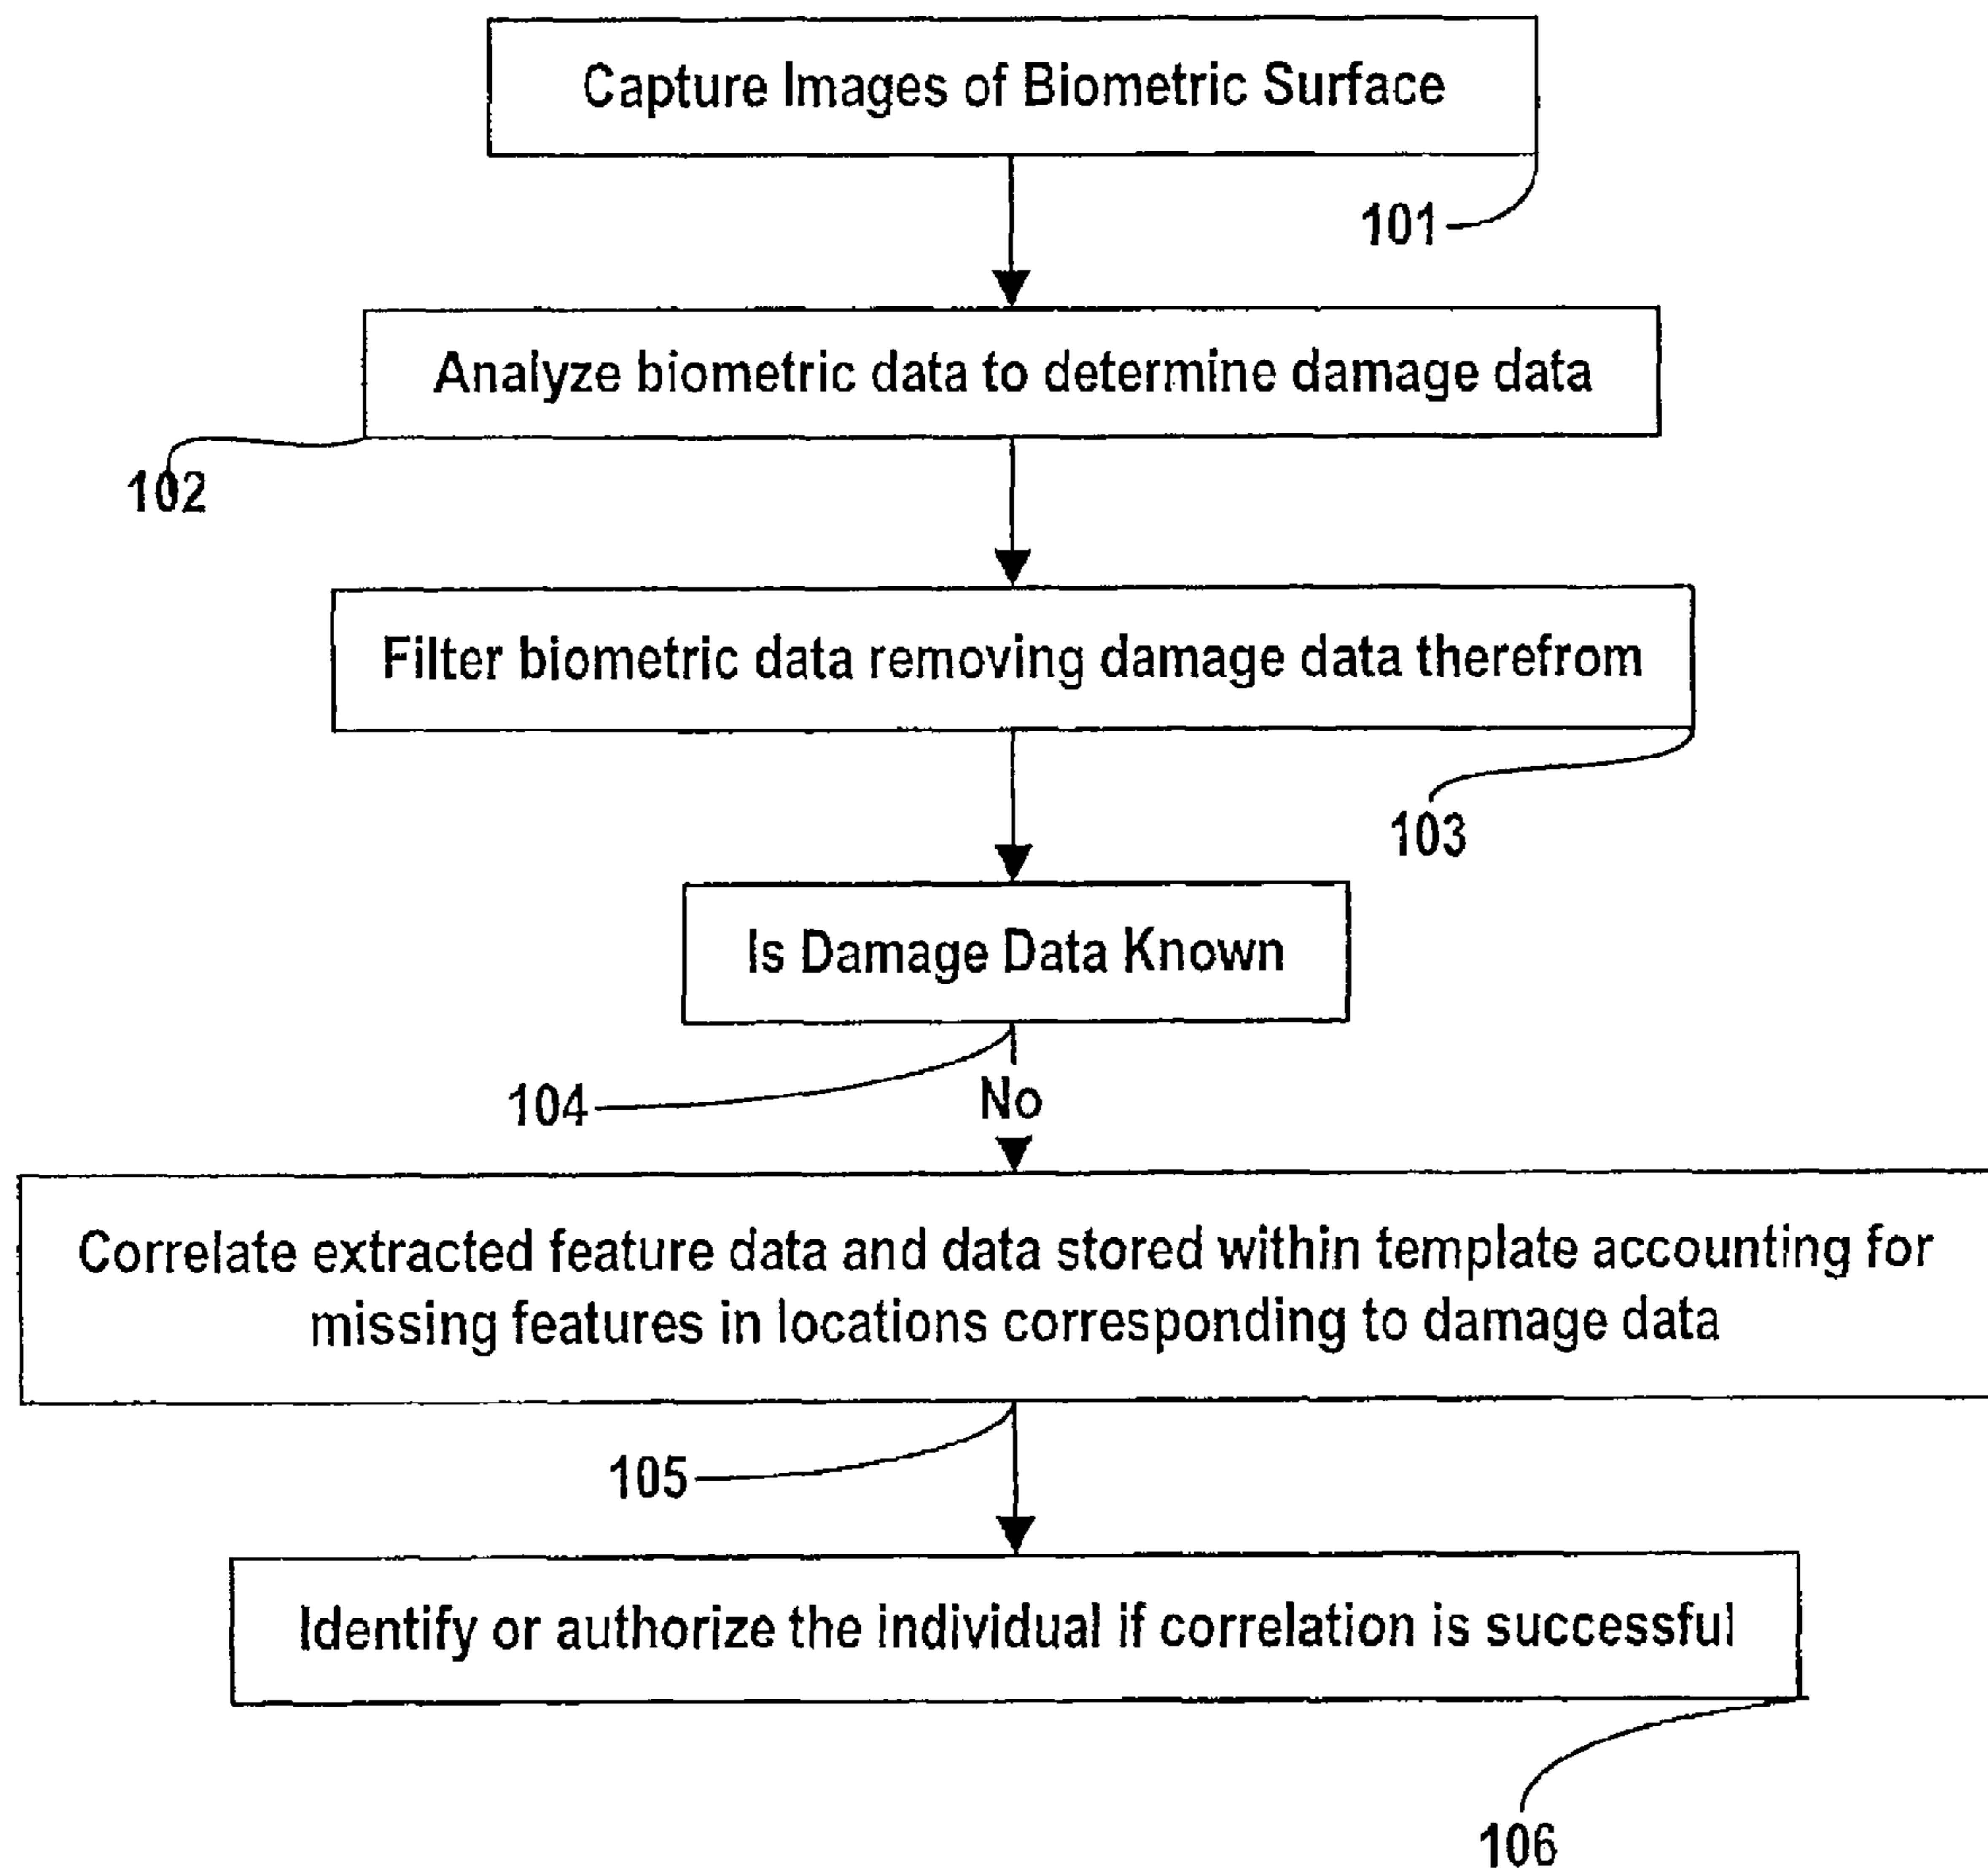 Capture Images of Biometric Surface
101
Analyze biometric data to determine damage data
102
Filter biometric data removing damage data therefrom
103
Is Damage Data Known
104
No
Correlate extracted feature data and data stored within template accounting for
missing features in locations corresponding to damage data
105
Identify or authorize the individual if correlation is successful
106